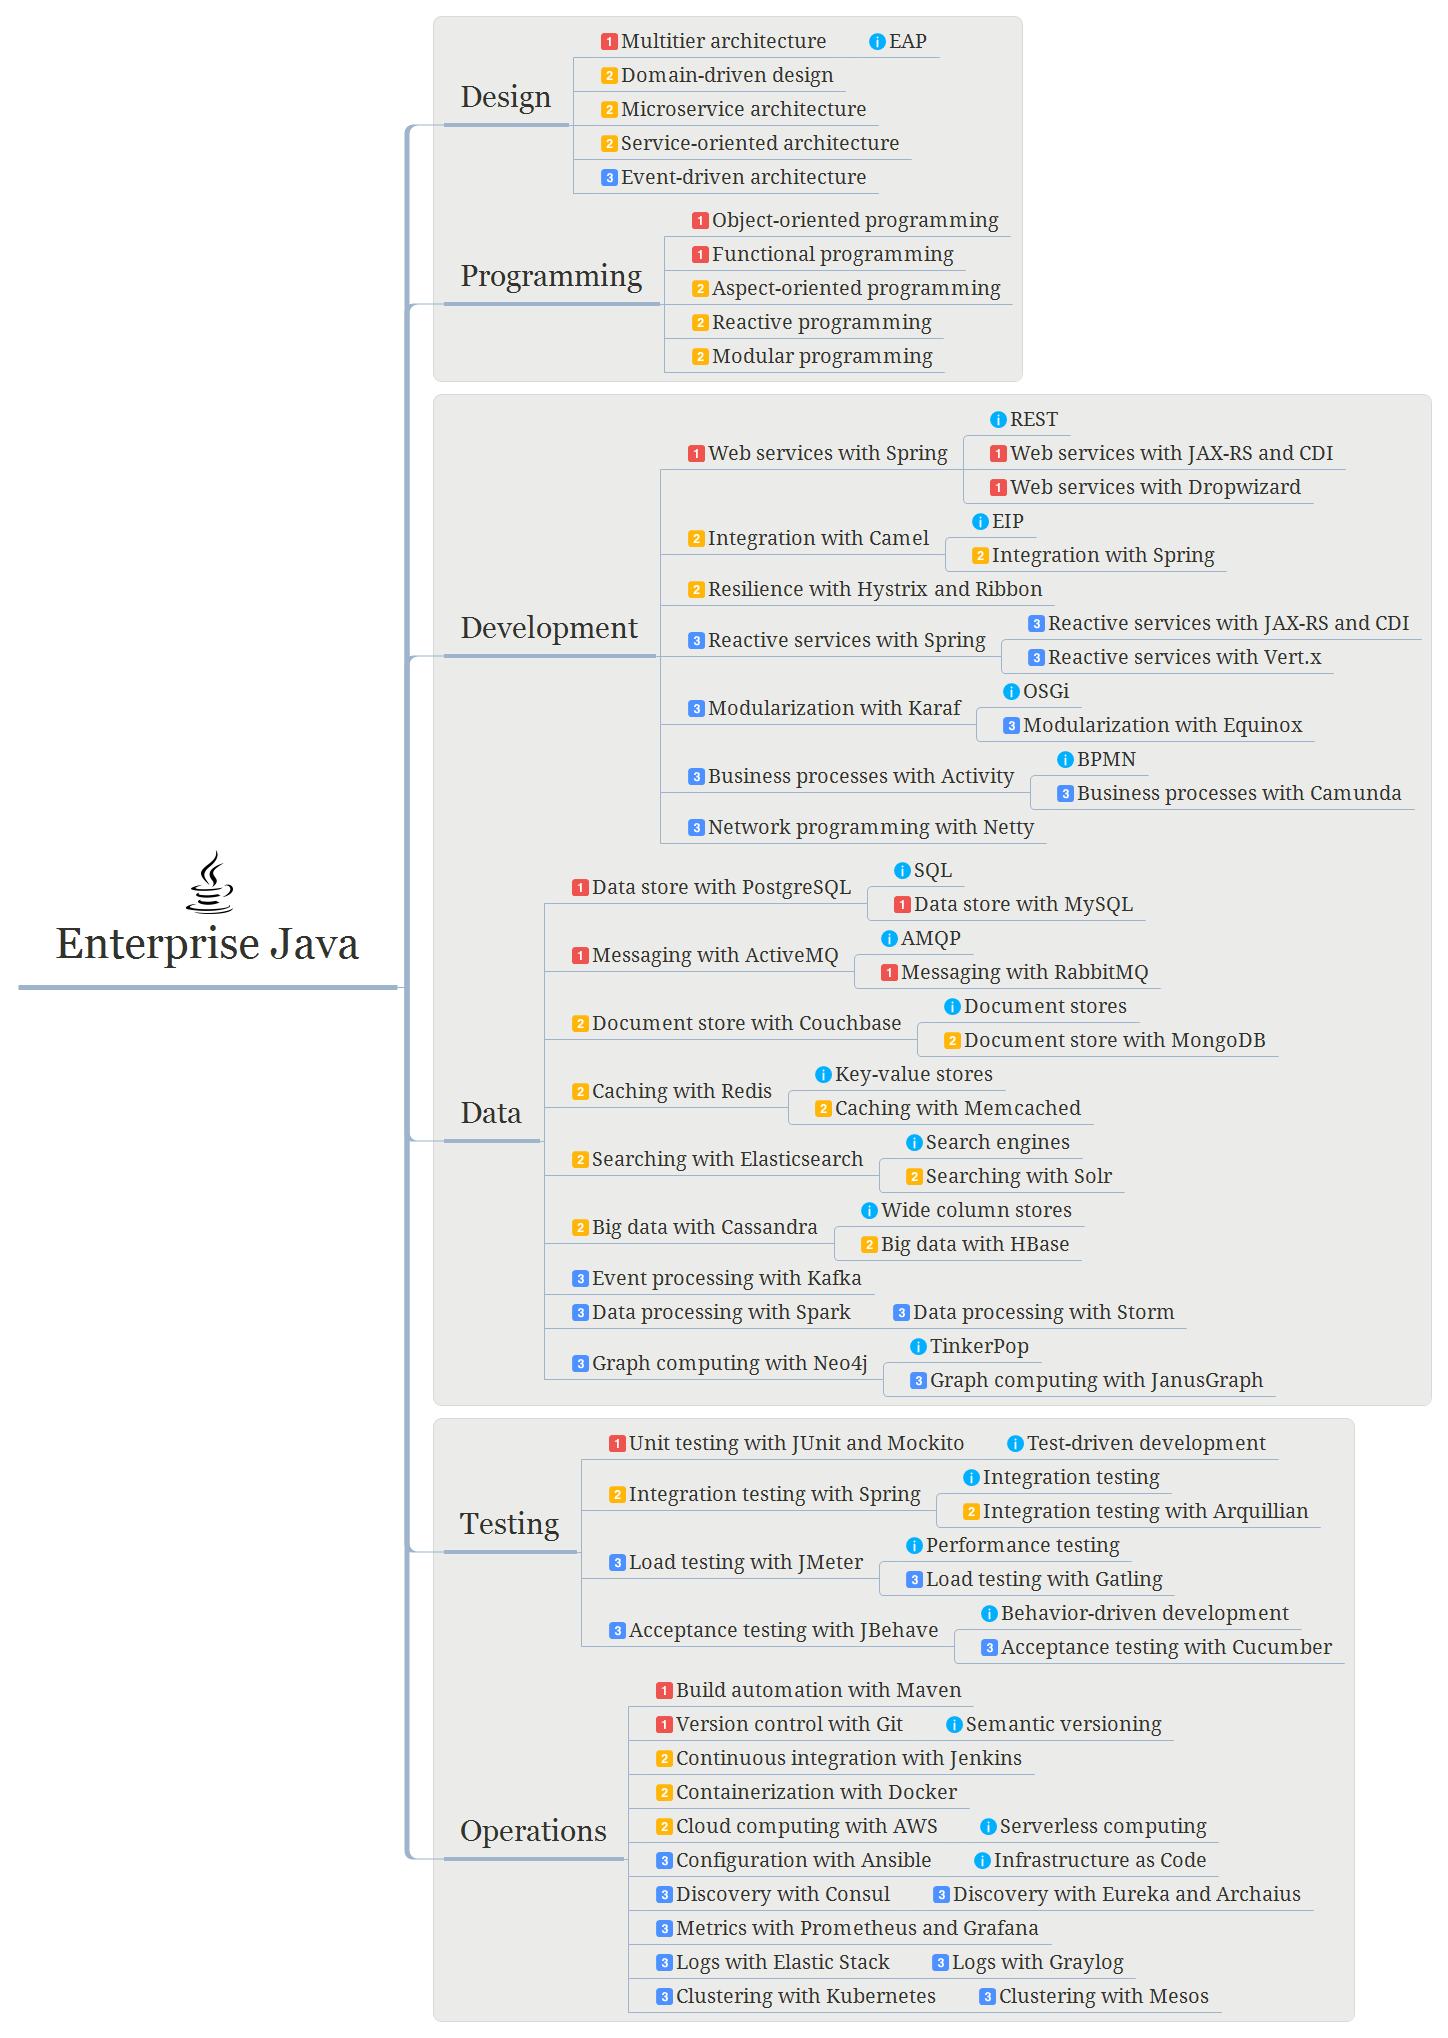 Enterprise Java
Design
1 Multitier architecture
i EAP
2 Domain-driven design
2 Microservice architecture
2 Service-oriented architecture
3 Event-driven architecture
Programming
1 Object-oriented programming
1 Functional programming
2 Aspect-oriented programming
2 Reactive programming
2 Modular programming
Development
1 Web services with Spring
i REST
1 Web services with JAX-RS and CDI
1 Web services with Dropwizard
2 Integration with Camel
i EIP
2 Integration with Spring
2 Resilience with Hystrix and Ribbon
3 Reactive services with Spring
3 Reactive services with JAX-RS and CDI
3 Reactive services with Vert.x
3 Modularization with Karaf
i OSGi
3 Modularization with Equinox
3 Business processes with Activity
i BPMN
3 Business processes with Camunda
3 Network programming with Netty
Data
1 Data store with PostgreSQL
i SQL
1 Data store with MySQL
1 Messaging with ActiveMQ
i AMQP
1 Messaging with RabbitMQ
2 Document store with Couchbase
i Document stores
2 Document store with MongoDB
2 Caching with Redis
i Key-value stores
2 Caching with Memcached
2 Searching with Elasticsearch
i Search engines
2 Searching with Solr
2 Big data with Cassandra
i Wide column stores
2 Big data with HBase
3 Event processing with Kafka
3 Data processing with Spark
3 Data processing with Storm
3 Graph computing with Neo4j
i TinkerPop
3 Graph computing with JanusGraph
Testing
1 Unit testing with JUnit and Mockito
i Test-driven development
2 Integration testing with Spring
i Integration testing
2 Integration testing with Arquillian
3 Load testing with JMeter
i Performance testing
3 Load testing with Gatling
3 Acceptance testing with JBehave
i Behavior-driven development
3 Acceptance testing with Cucumber
Operations
1 Build automation with Maven
1 Version control with Git
i Semantic versioning
2 Continuous integration with Jenkins
2 Containerization with Docker
2 Cloud computing with AWS
i Serverless computing
3 Configuration with Ansible
i Infrastructure as Code
3 Discovery with Consul
3 Discovery with Eureka and Archaius
3 Metrics with Prometheus and Grafana
3 Logs with Elastic Stack
3 Logs with Graylog
3 Clustering with Kubernetes
3 Clustering with Mesos